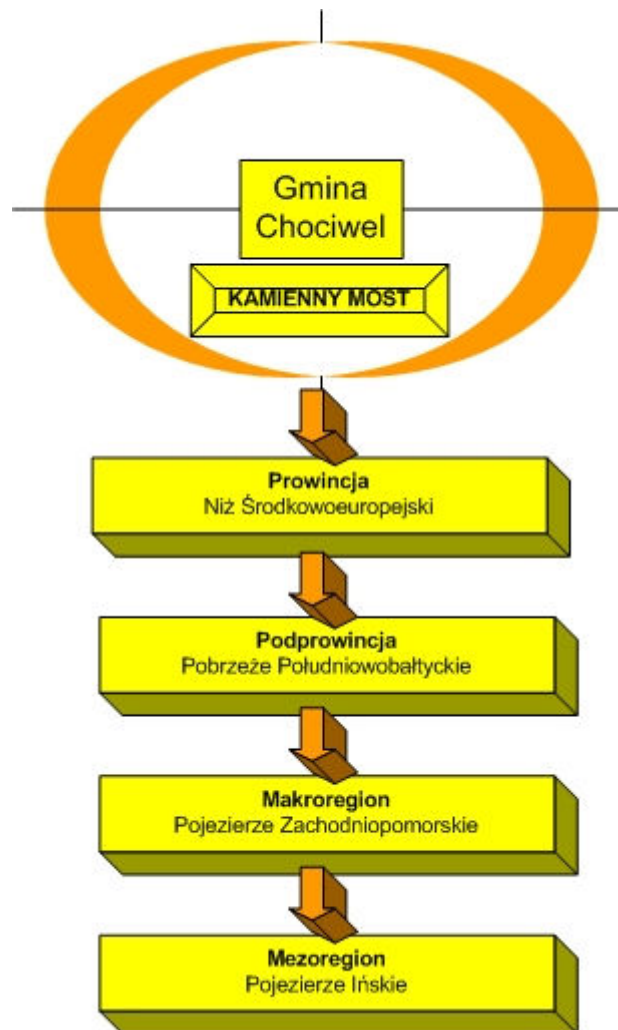 Gmina
Chociwel
KAMIENNY MOST
Prowincja
Niż Środkowoeuropejski
Podprowincja
Pobrzeże Południowobałtyckie
Makroregion
Pojezierze Zachodniopomorskie
Mezoregion
Pojezierze Ińskie